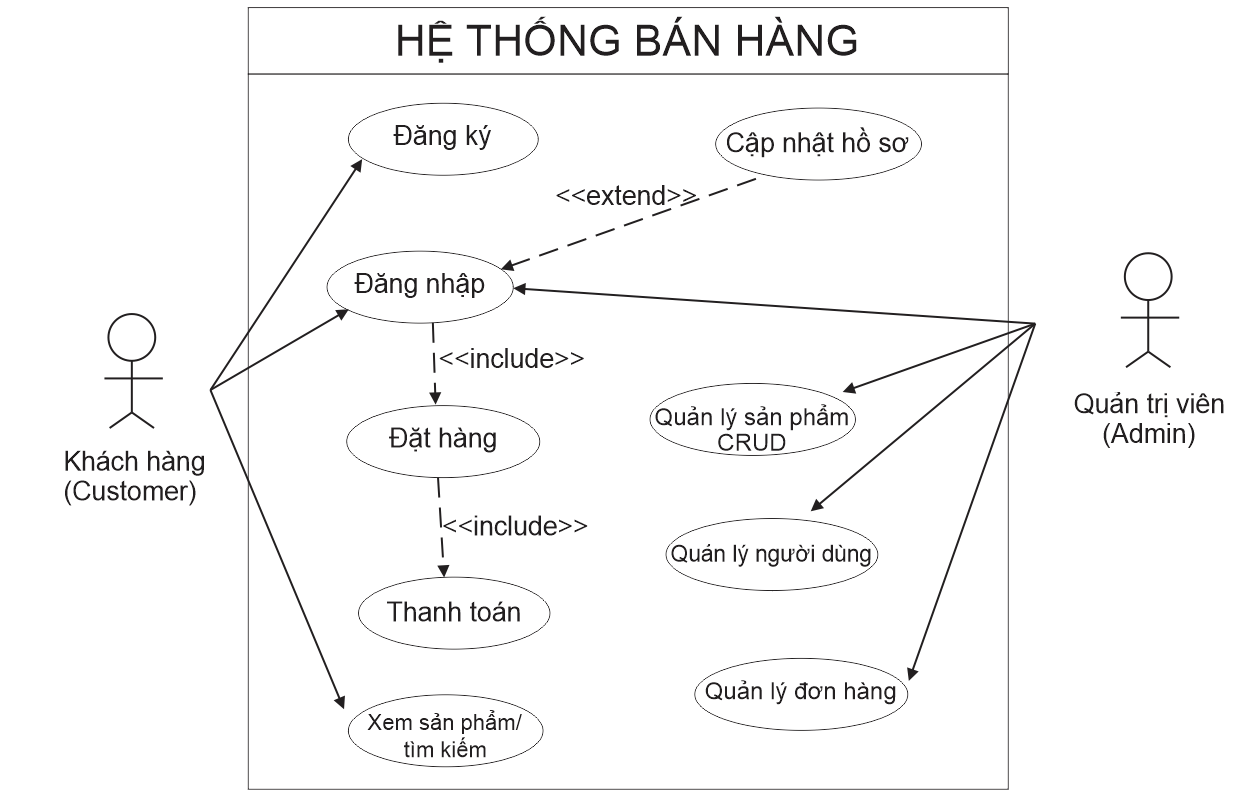 HỆ THỐNG BÁN HÀNG
Đăng ký
Cập nhật hồ sơ
<<extend>>
Đăng nhập
<<include>>
Đặt hàng
<<include>>
Thanh toán
Xem sản phẩm/
tìm kiếm
Quản lý sản phẩm
CRUD
Quán lý người dùng
Quản lý đơn hàng
Khách hàng
(Customer)
Quán trị viên
(Admin)